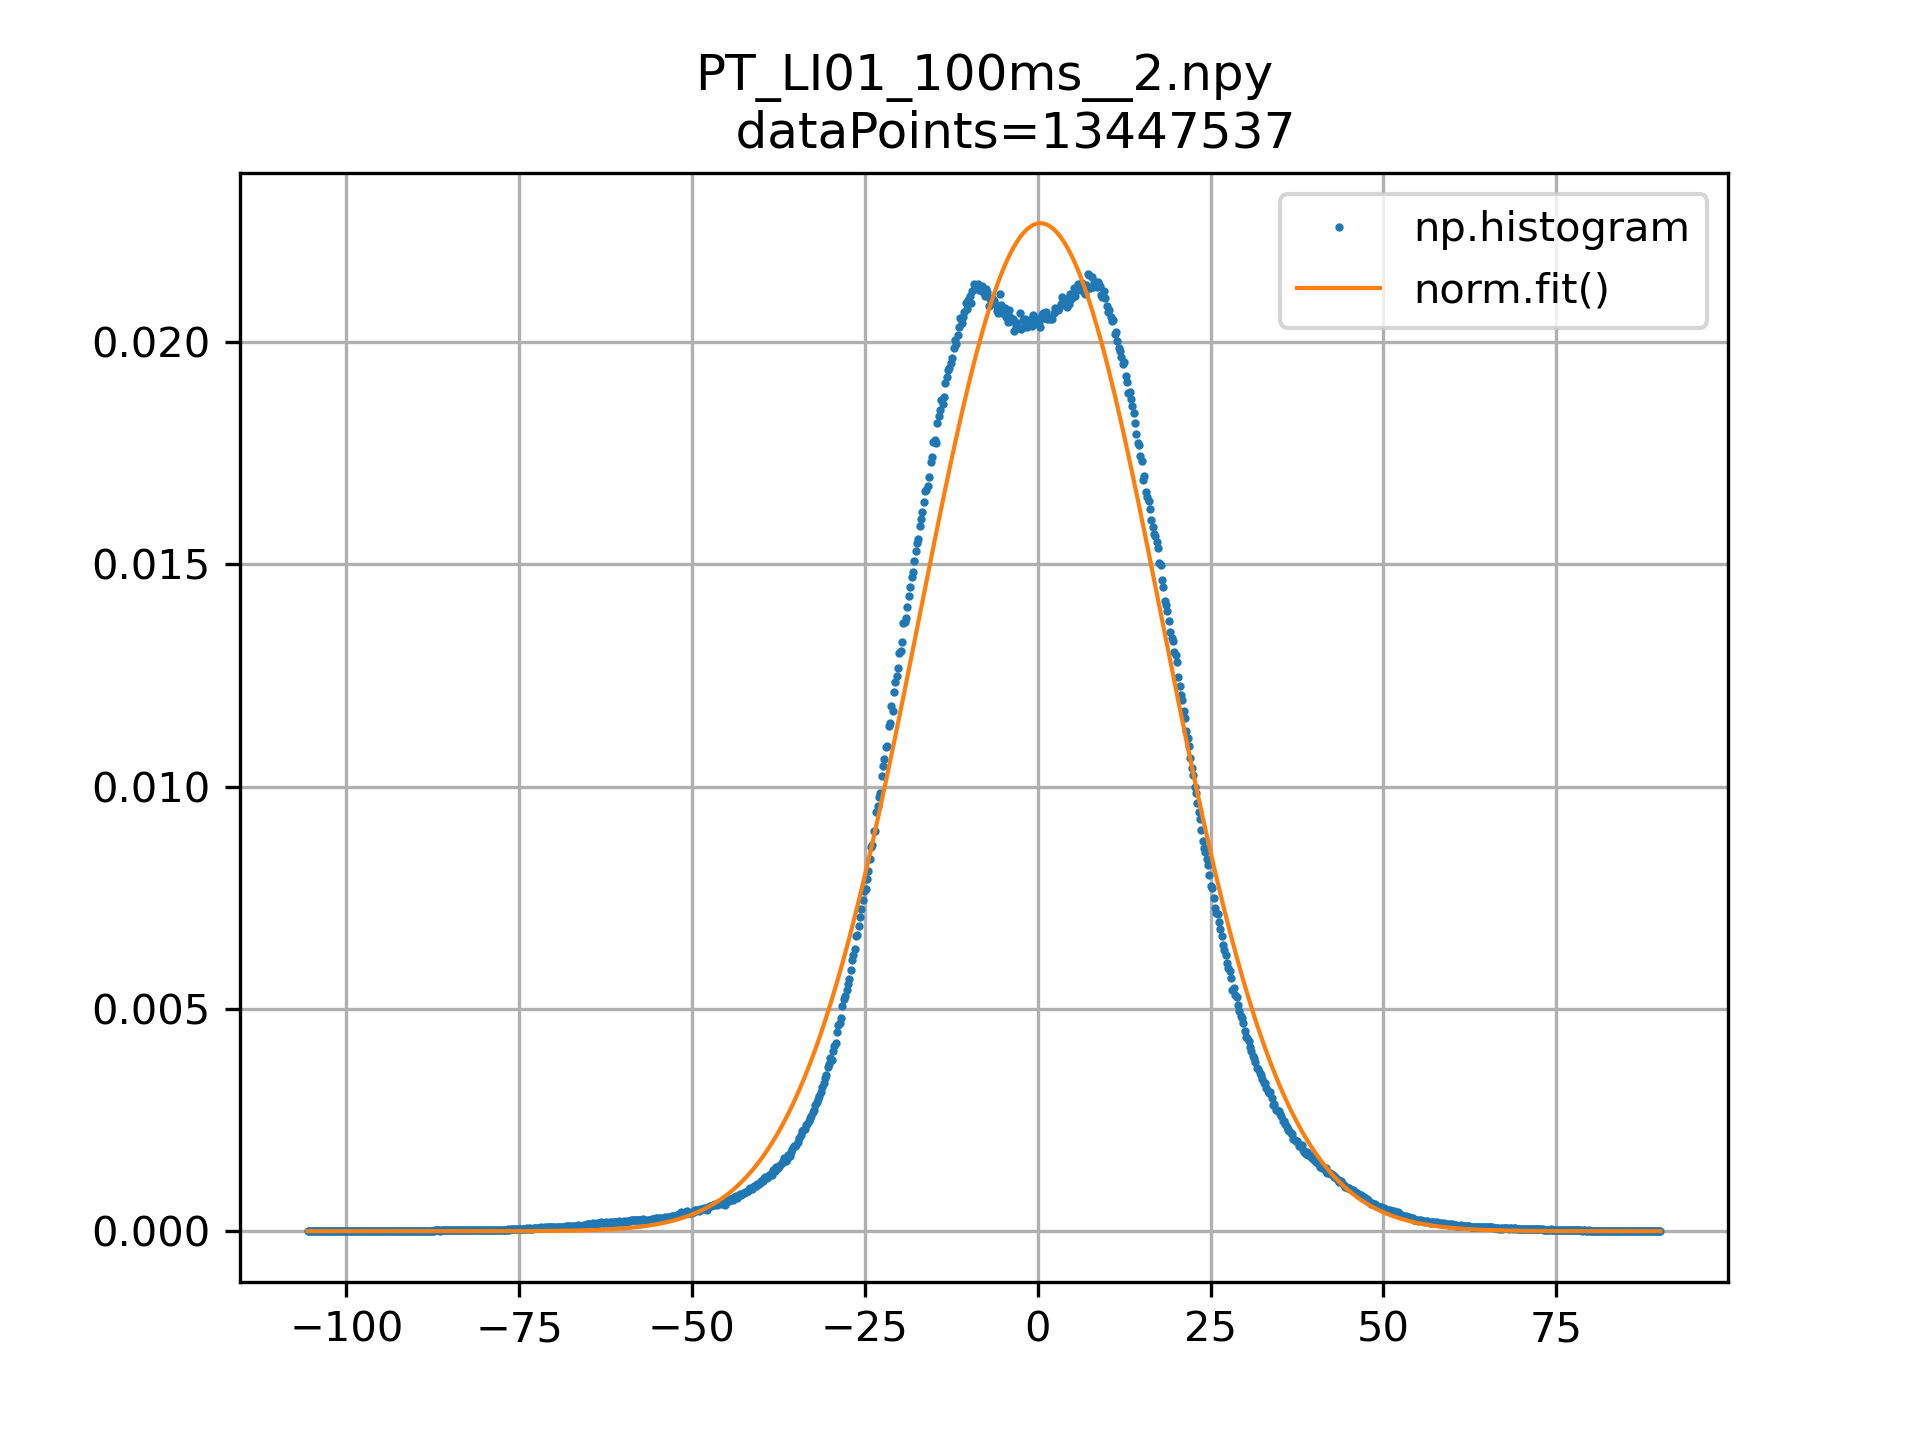 PT_LI01_100ms__2.npy
dataPoints=13447537
np.histogram
norm.fit()
0.020
0.015
0.010
0.005
0.000
−100 −75 −50 −25 0 25 50 75